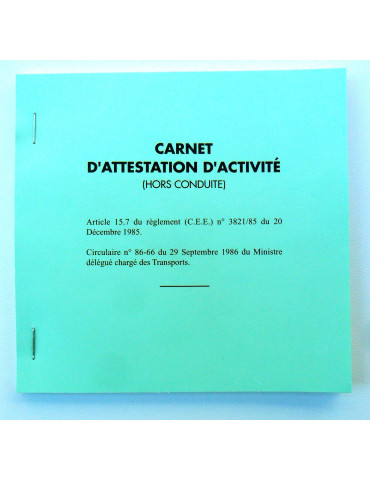 CARNET
D'ATTESTATION D'ACTIVITÉ
(HORS CONDUITE)
Article 15.7 du règlement (C.E.E.) n° 3821/85 du 20
Décembre 1985.
Circulaire n° 86-66 du 29 Septembre 1986 du Ministre
délégué chargé des Transports.